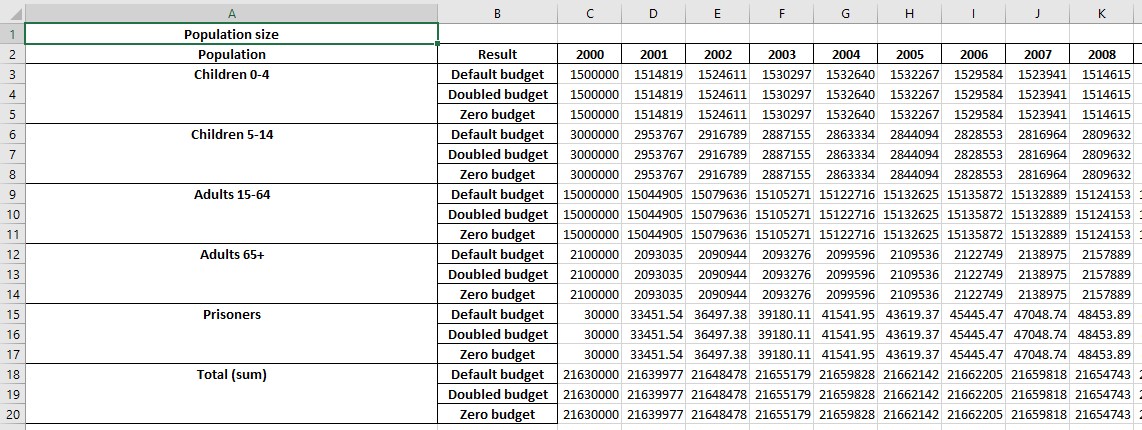 A B C D E F G H I J K
1 Population size
2 Population Result 2000 2001 2002 2003 2004 2005 2006 2007 2008
3 Children 0-4 Default budget 1500000 1514819 1524611 1530297 1532640 1532267 1529584 1523941 1514615
4 Doubled budget 1500000 1514819 1524611 1530297 1532640 1532267 1529584 1523941 1514615
5 Zero budget 1500000 1514819 1524611 1530297 1532640 1532267 1529584 1523941 1514615
6 Children 5-14 Default budget 3000000 2953767 2916789 2887155 2863334 2844094 2828553 2816964 2809632
7 Doubled budget 3000000 2953767 2916789 2887155 2863334 2844094 2828553 2816964 2809632
8 Zero budget 3000000 2953767 2916789 2887155 2863334 2844094 2828553 2816964 2809632
9 Adults 15-64 Default budget 15000000 15044905 15079636 15105271 15122716 15132625 15135872 15132889 15124153
10 Doubled budget 15000000 15044905 15079636 15105271 15122716 15132625 15135872 15132889 15124153
11 Zero budget 15000000 15044905 15079636 15105271 15122716 15132625 15135872 15132889 15124153
12 Adults 65+ Default budget 2100000 2093035 2090944 2093276 2099596 2109536 2122749 2138975 2157889
13 Doubled budget 2100000 2093035 2090944 2093276 2099596 2109536 2122749 2138975 2157889
14 Zero budget 2100000 2093035 2090944 2093276 2099596 2109536 2122749 2138975 2157889
15 Prisoners Default budget 30000 33451.54 36497.38 39180.11 41541.95 43619.37 45445.47 47048.74 48453.89
16 Doubled budget 30000 33451.54 36497.38 39180.11 41541.95 43619.37 45445.47 47048.74 48453.89
17 Zero budget 30000 33451.54 36497.38 39180.11 41541.95 43619.37 45445.47 47048.74 48453.89
18 Total (sum) Default budget 21630000 21639977 21648478 21655179 21659828 21662142 21662205 21659818 21654743
19 Doubled budget 21630000 21639977 21648478 21655179 21659828 21662142 21662205 21659818 21654743
20 Zero budget 21630000 21639977 21648478 21655179 21659828 21662142 21662205 21659818 21654743